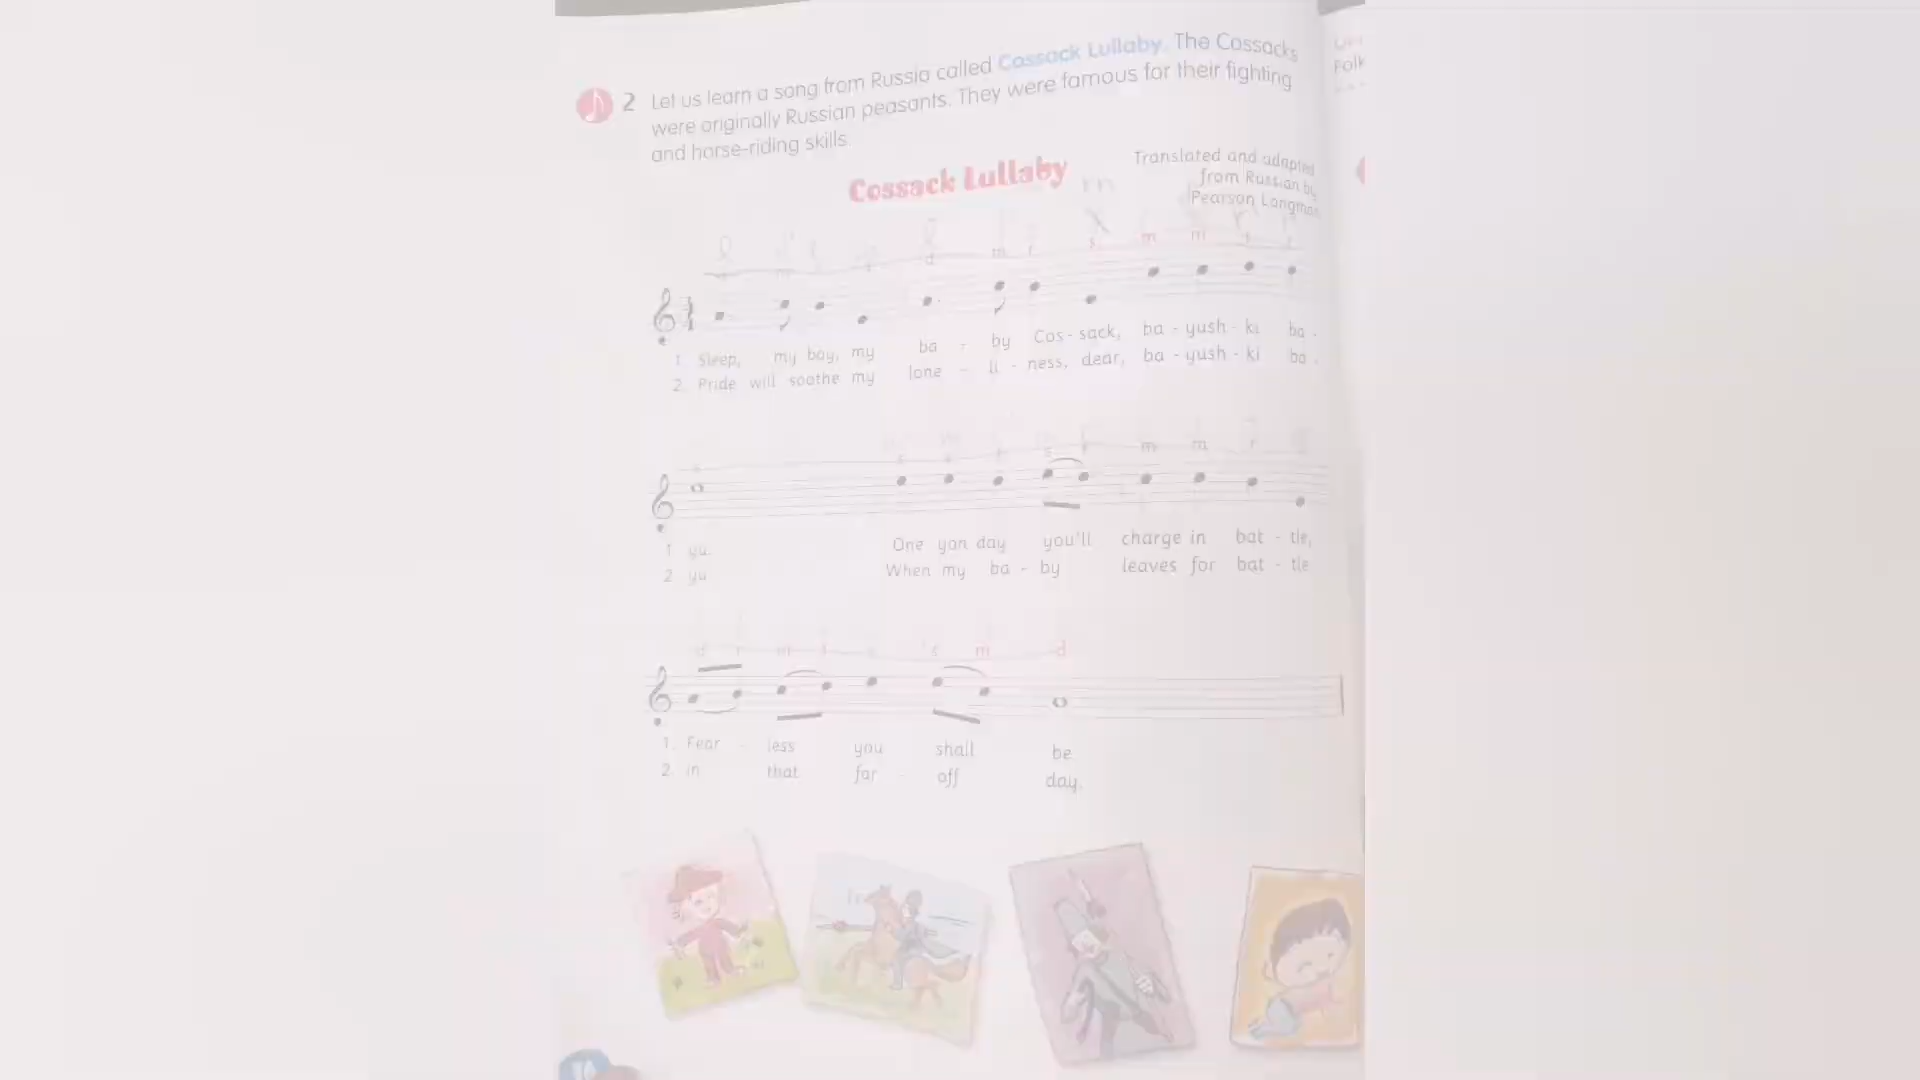 2 Let us learn a song from Russia called Cossack Lullaby. The Cossacks
were originally Russian peasants. They were famous for their fighting
and horse-riding skills.
Cossack Lullaby
Translated and adapted
from Russian by
Pearson Longman
d m r s m m
1. Sleep, my boy, my ba - by Cos - sack, ba - yush - ki ba -
2. Pride will soothe my lone - li - ness, dear, ba - yush - ki ba -
m m r
1. yu. One yon day you'll charge in bat - tle,
2. yu When my ba - by leaves for bat - tle
d r m s m d
1. Fear - less you shall be
2. in that far - off day.
Folk